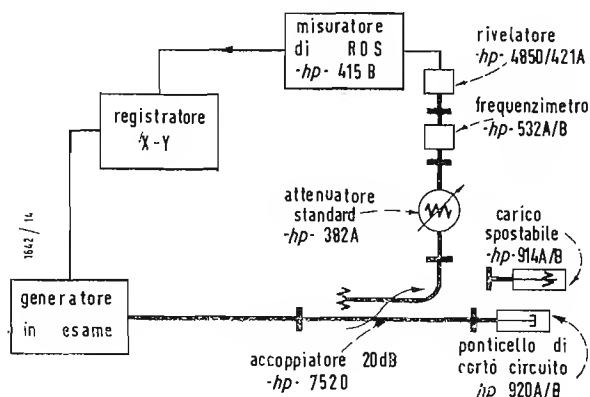 misuratore
di ROS
-hp- 415 B
rivelatore
-hp- 4850/421A
frequenzimetro
-hp- 532A/B
registratore
X-Y
attenuatore
standard
-hp- 382A
carico
spostabile
-hp- 914A/B
1642/14
generatore
in esame
accoppiatore 20dB
-hp- 7520
ponticello di
cortò circuito
hp 920A/B